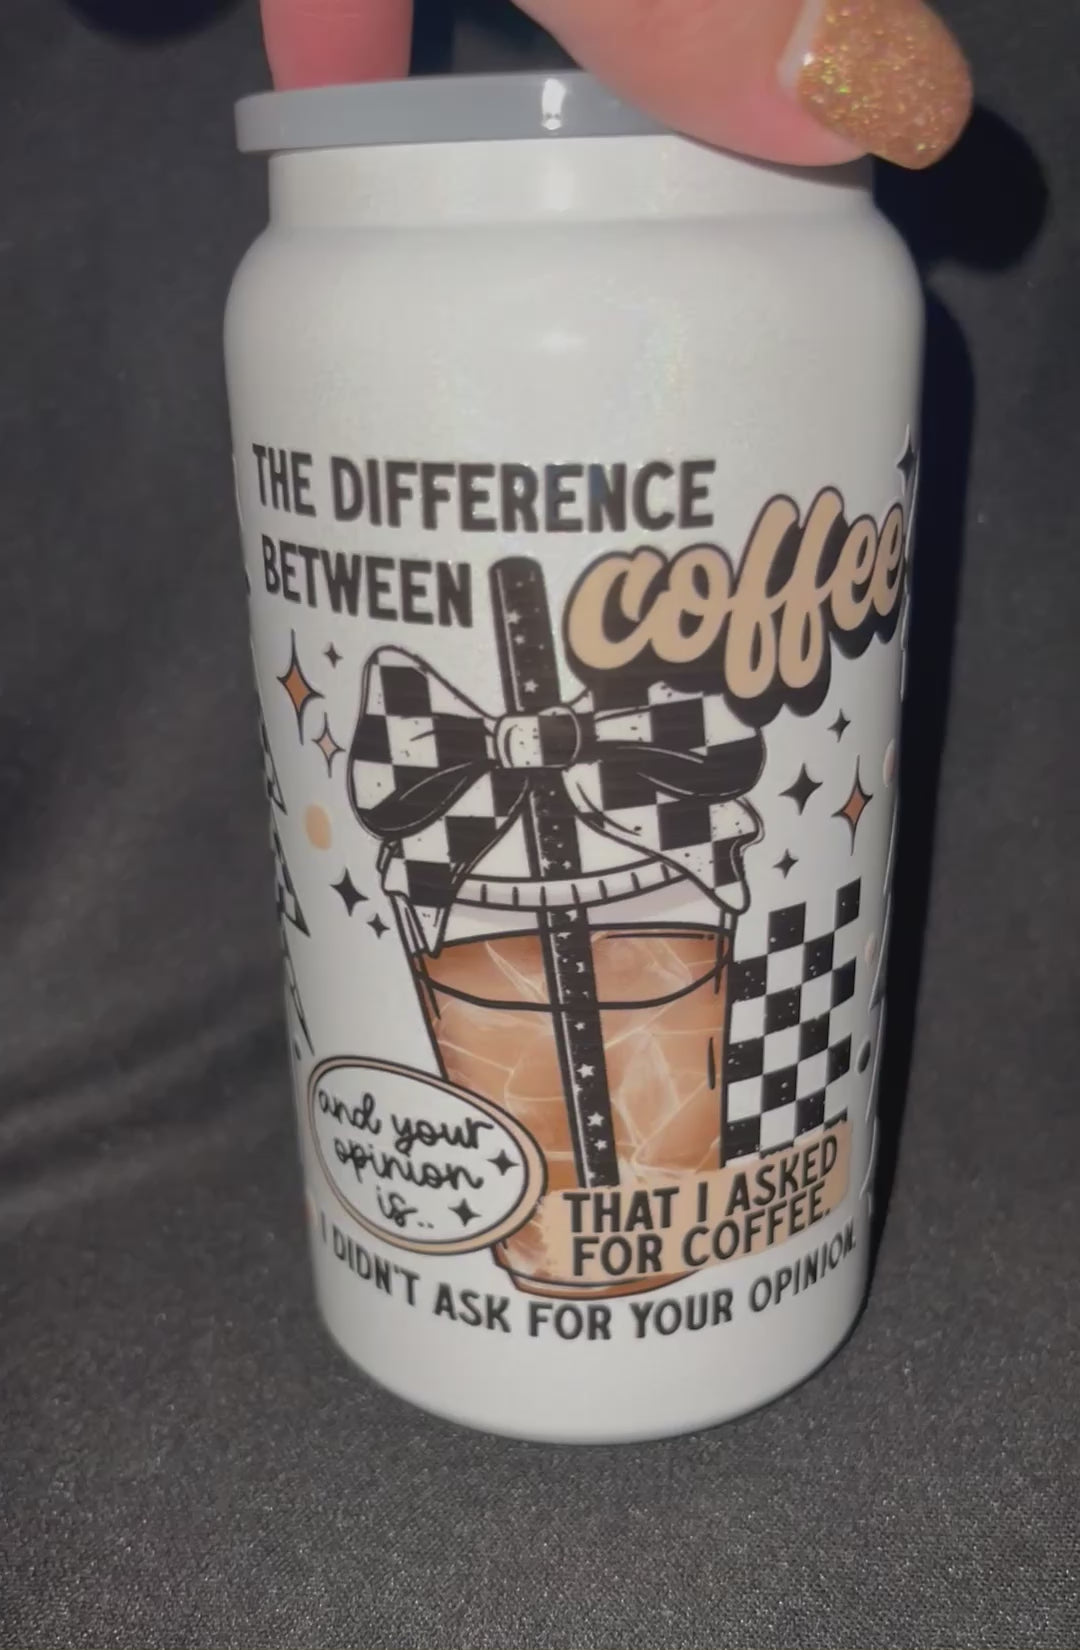 THE DIFFERENCE
BETWEEN
coffee
and your
opinion
is..
THAT I ASKED
FOR COFFEE.
I DIDN'T ASK FOR YOUR OPINION.